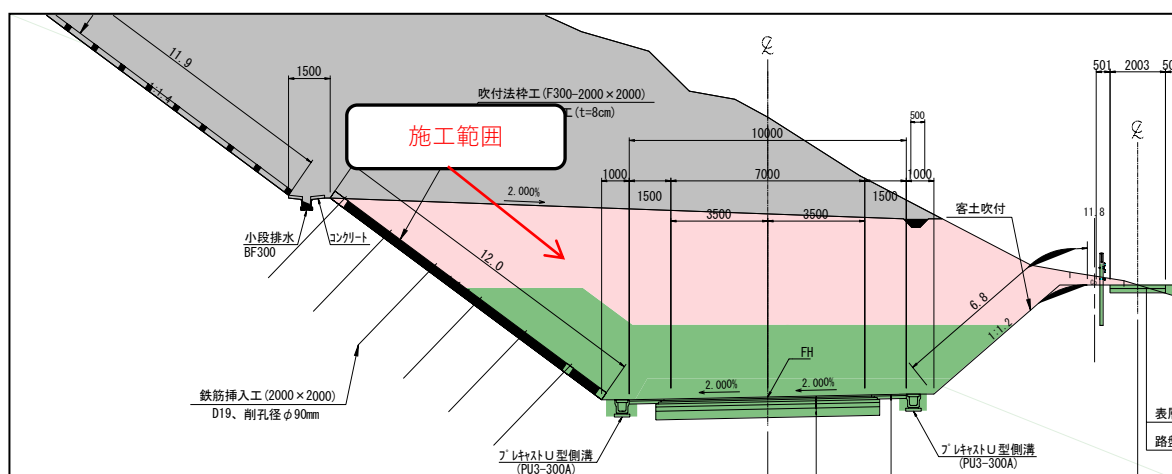 11.9
1:1.4
1500
吹付法枠工(F300-2000×2000)
工(t=8cm)
施工範囲
501
2003
50
500
10000
1000
1500
7000
1500
1000
3500
3500
2.000%
客土吹付
11.8
小段排水
BF300
コンクリート
12.0
6.8
1:1.2
FH
2.000%
2.000%
鉄筋挿入工(2000×2000)
D19、削孔径φ90mm
プレキャストU型側溝
(PU3-300A)
プレキャストU型側溝
(PU3-300A)
表
路